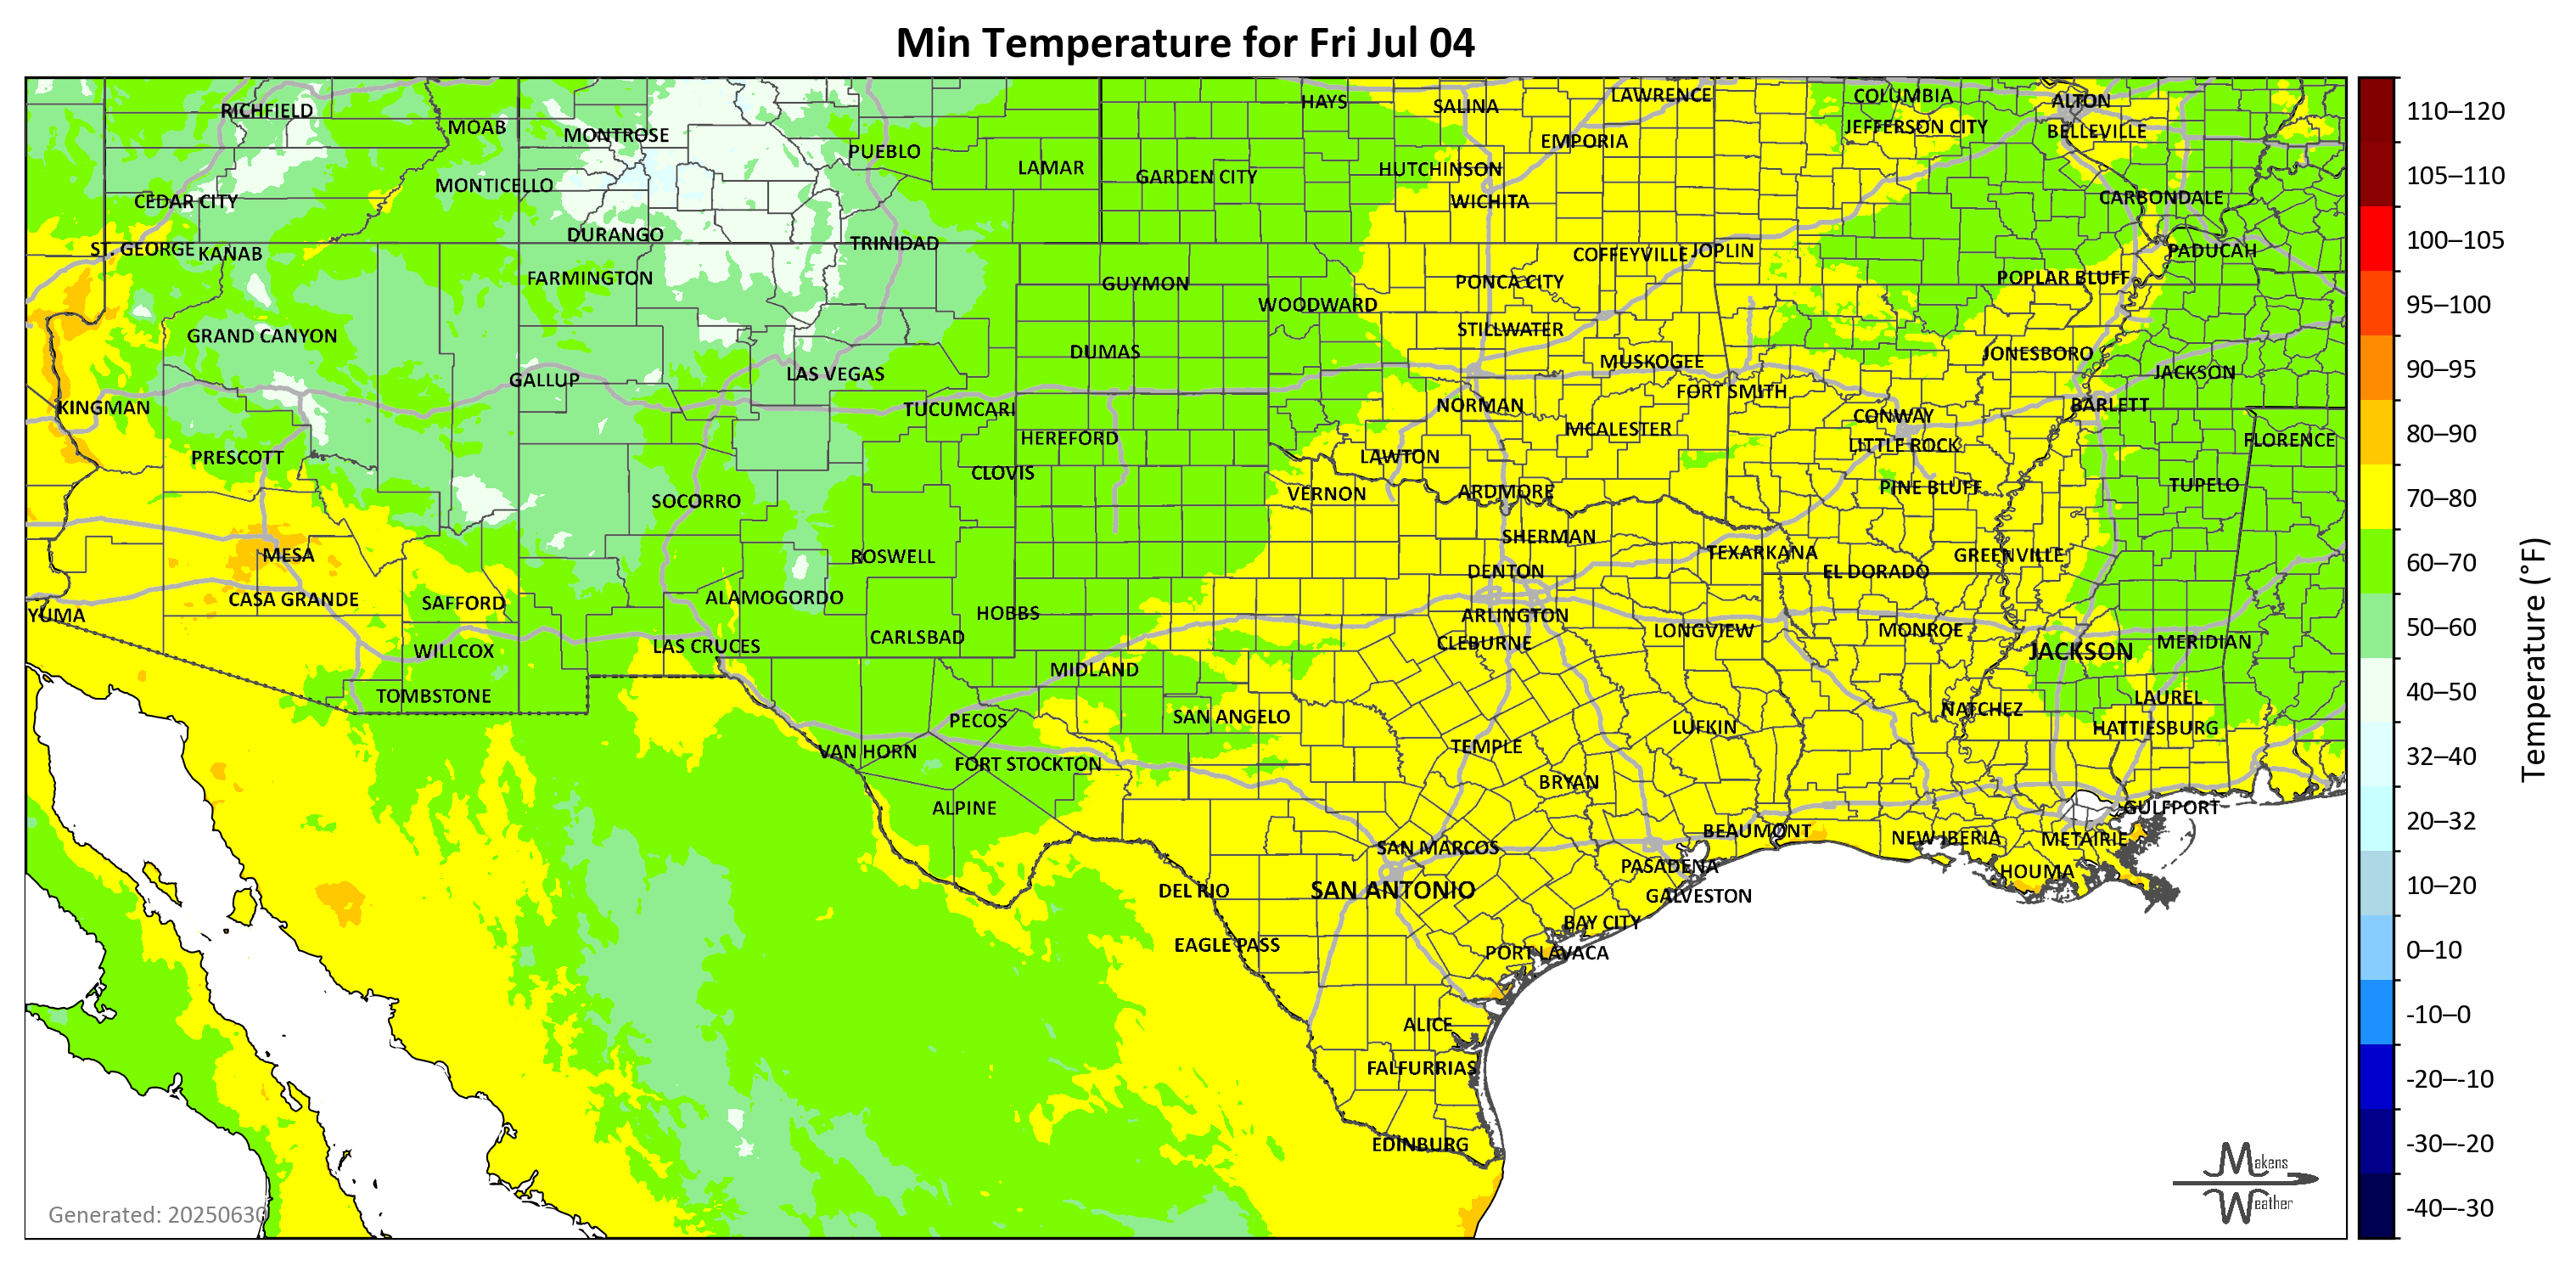 Min Temperature for Fri Jul 04
RICHFIELD
MOAB
MONTROSE
PUEBLO
LAMAR
GARDEN CITY
HAYS
SALINA
LAWRENCE
EMPORIA
HUTCHINSON
WICHITA
COLUMBIA
JEFFERSON CITY
ALTON
BELLEVILLE
CARBONDALE
CEDAR CITY
MONTICELLO
DURANGO
TRINIDAD
ST. GEORGE
KANAB
FARMINGTON
GUYMON
WOODWARD
PONCA CITY
COFFEYVILLE
JOPLIN
POPLAR BLUFF
PADUCAH
GRAND CANYON
DUMAS
STILLWATER
MUSKOGEE
JONESBORO
JACKSON
GALLUP
LAS VEGAS
FORT SMITH
KINGMAN
TUCUMCARI
NORMAN
CONWAY
BARLETT
HEREFORD
MCALESTER
LITTLE ROCK
FLORENCE
PRESCOTT
CLOVIS
LAWTON
PINE BLUFF
TUPELO
SOCORRO
VERNON
ARDMORE
SHERMAN
MESA
ROSWELL
TEXARKANA
GREENVILLE
DENTON
EL DORADO
CASA GRANDE
SAFFORD
ALAMOGORDO
HOBBS
YUMA
ARLINGTON
CARLSBAD
CLEBURNE
LONGVIEW
MONROE
MERIDIAN
WILLCOX
LAS CRUCES
JACKSON
MIDLAND
TOMBSTONE
LAUREL
PECOS
SAN ANGELO
NATCHEZ
LUFKIN
HATTIESBURG
VAN HORN
TEMPLE
FORT STOCKTON
BRYAN
ALPINE
GULFPORT
BEAUMONT
NEW IBERIA
METAIRIE
SAN MARCOS
PASADENA
HOUMA
DEL RIO
SAN ANTONIO
GALVESTON
BAY CITY
EAGLE PASS
PORT LAVACA
ALICE
FALFURRIAS
EDINBURG
Generated: 20250630
Makens
Weather
110–120
105–110
100–105
95–100
90–95
80–90
70–80
60–70
50–60
40–50
32–40
20–32
10–20
0–10
-10–0
-20–-10
-30–-20
-40–-30
Temperature (°F)